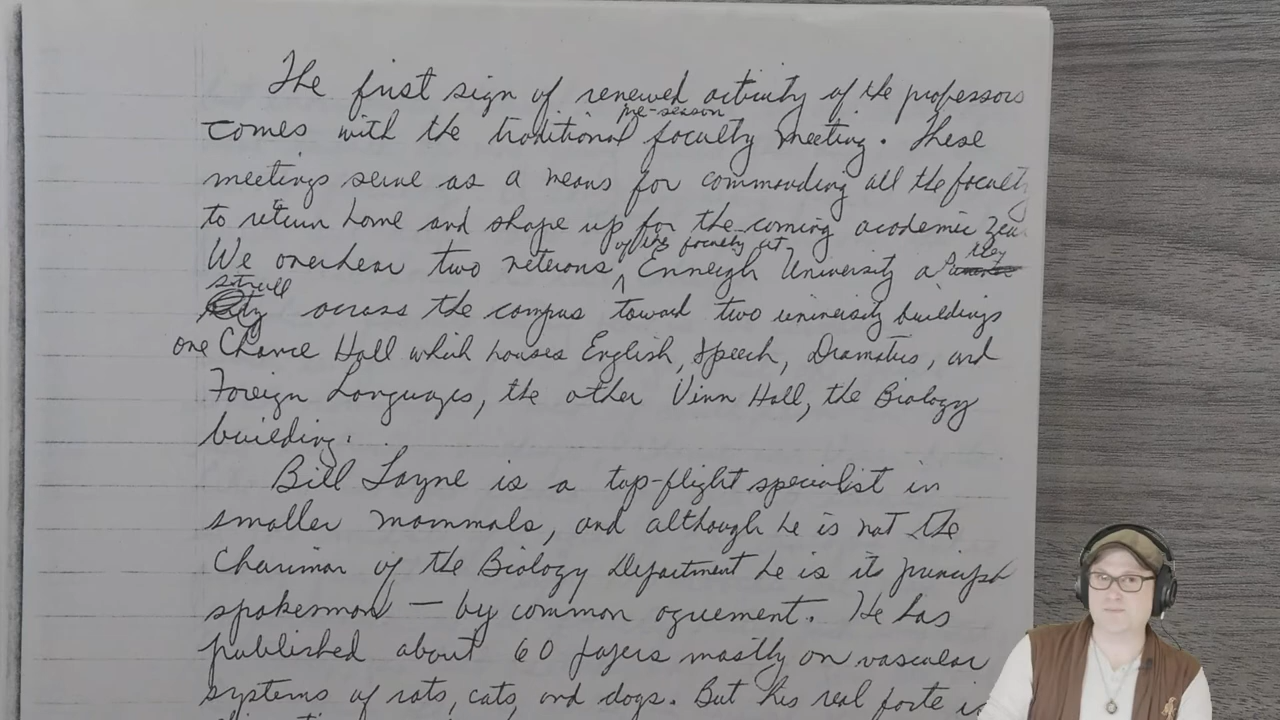 The first sign of renewed activity of the professors
pre-season
comes with the traditional faculty meeting. These
meetings serve as a means for commanding all the faculty
to return home and shape up for the coming academic year
of the faculty at they
We overhear two veterans ^ Enneigh University as
stroll
across the campus toward two university buildings
one Chance Hall which houses English, Speech, Dramatics, and
Foreign Languages, the other Vinn Hall, the Biology
building.
Bill Layne is a top-flight specialist in
smaller mammals, and although he is not the
Chairman of the Biology Department he is its principal
spokesman — by common agreement. He has
published about 60 papers mostly on vascular
systems of rats, cats, and dogs. But his real forte is